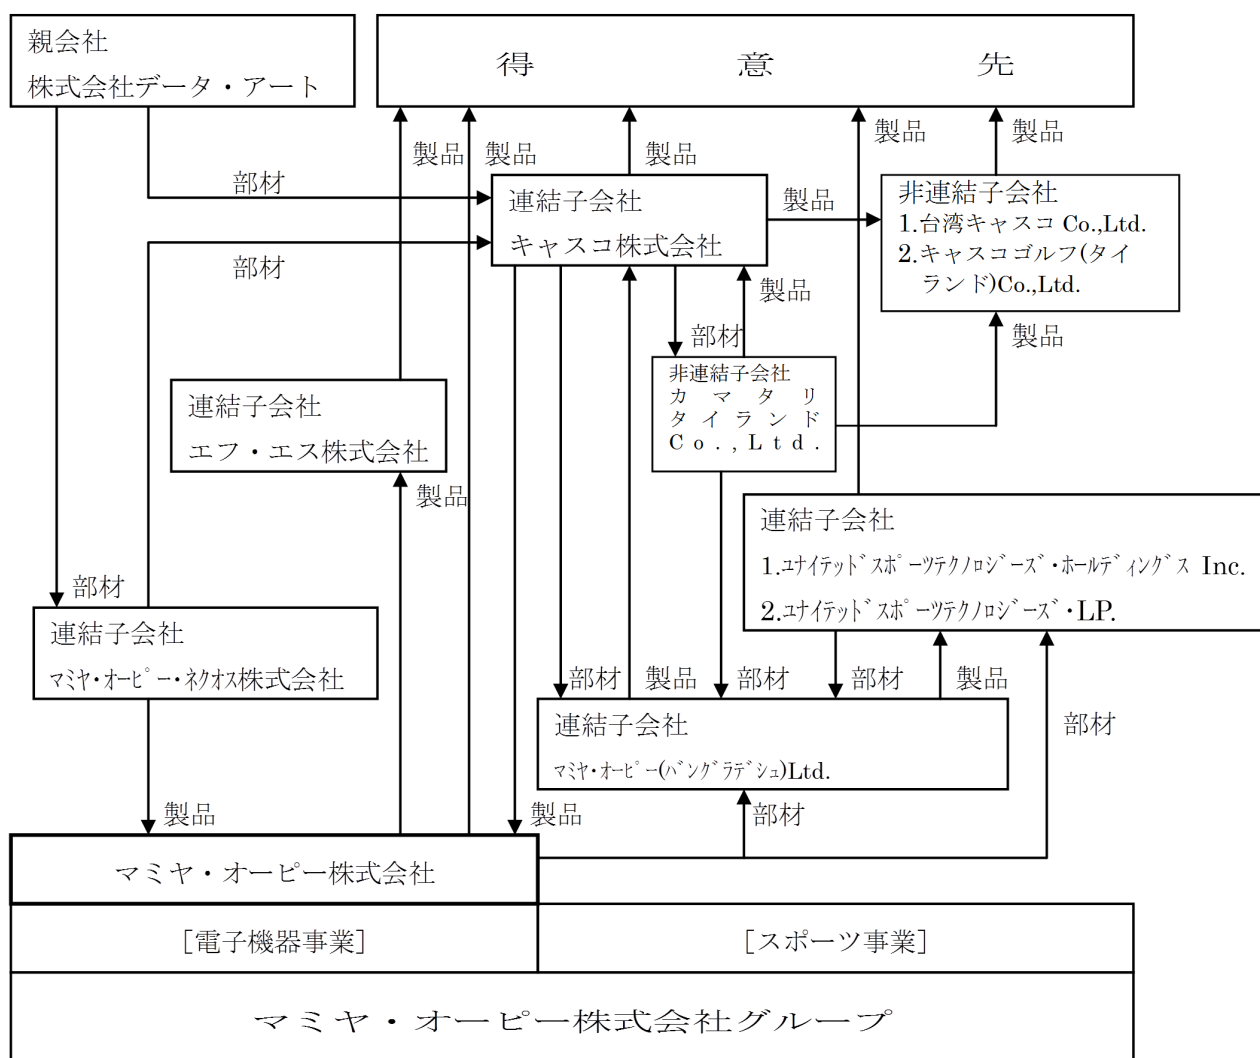 親会社
株式会社データ・アート
得意先
製品
製品
製品
製品
製品
部材
連結子会社
キャスコ株式会社
製品
非連結子会社
1.台湾キャスコ Co.,Ltd.
2.キャスコゴルフ(タイ
ランド)Co.,Ltd.
部材
製品
部材
製品
非連結子会社
カマタリ
タイランド
Co.,Ltd.
連結子会社
エフ・エス株式会社
製品
連結子会社
1.ユナイテッドスポーツテクノロジーズ・ホールディングス Inc.
2.ユナイテッドスポーツテクノロジーズ・LP.
部材
連結子会社
マミヤ・オーピー・ネクオス株式会社
部材
製品
部材
部材
製品
部材
連結子会社
マミヤ・オーピー(バングラデシュ)Ltd.
製品
製品
部材
マミヤ・オーピー株式会社
[電子機器事業]
[スポーツ事業]
マミヤ・オーピー株式会社グループ